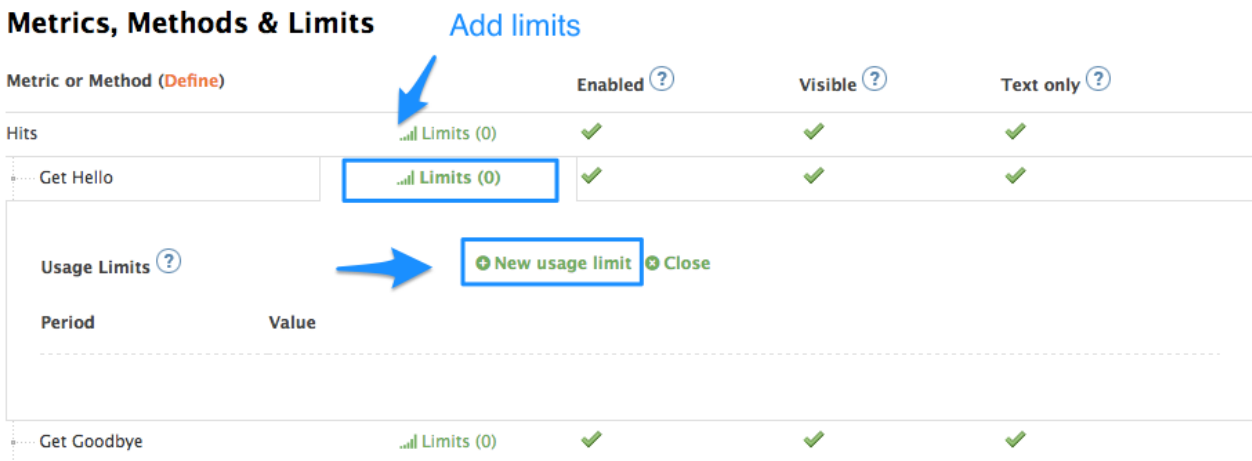 Metrics, Methods & Limits
Add limits
Metric or Method (Define) Enabled ? Visible ? Text only ?
Hits Limits (0)
Get Hello Limits (0)
Usage Limits ? New usage limit Close
Period Value
Get Goodbye Limits (0)